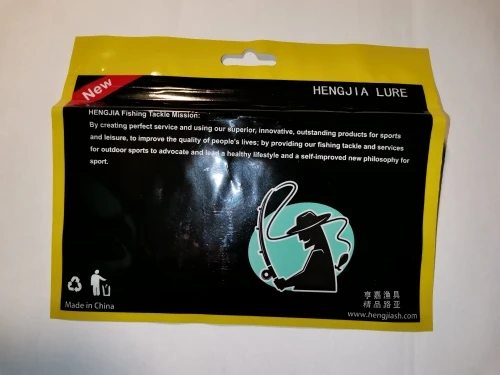 New
HENGJIA LURE
HENGJIA Fishing Tackle Mission:
By creating perfect service and using our superior, innovative, outstanding products for sports
and leisure, to improve the quality of people's lives; by providing our fishing tackle and services
for outdoor sports to advocate and lead a healthy lifestyle and a self-improved new philosophy for
sport.
Made in China
亨嘉渔具
精品路亚
www.hengjiash.com